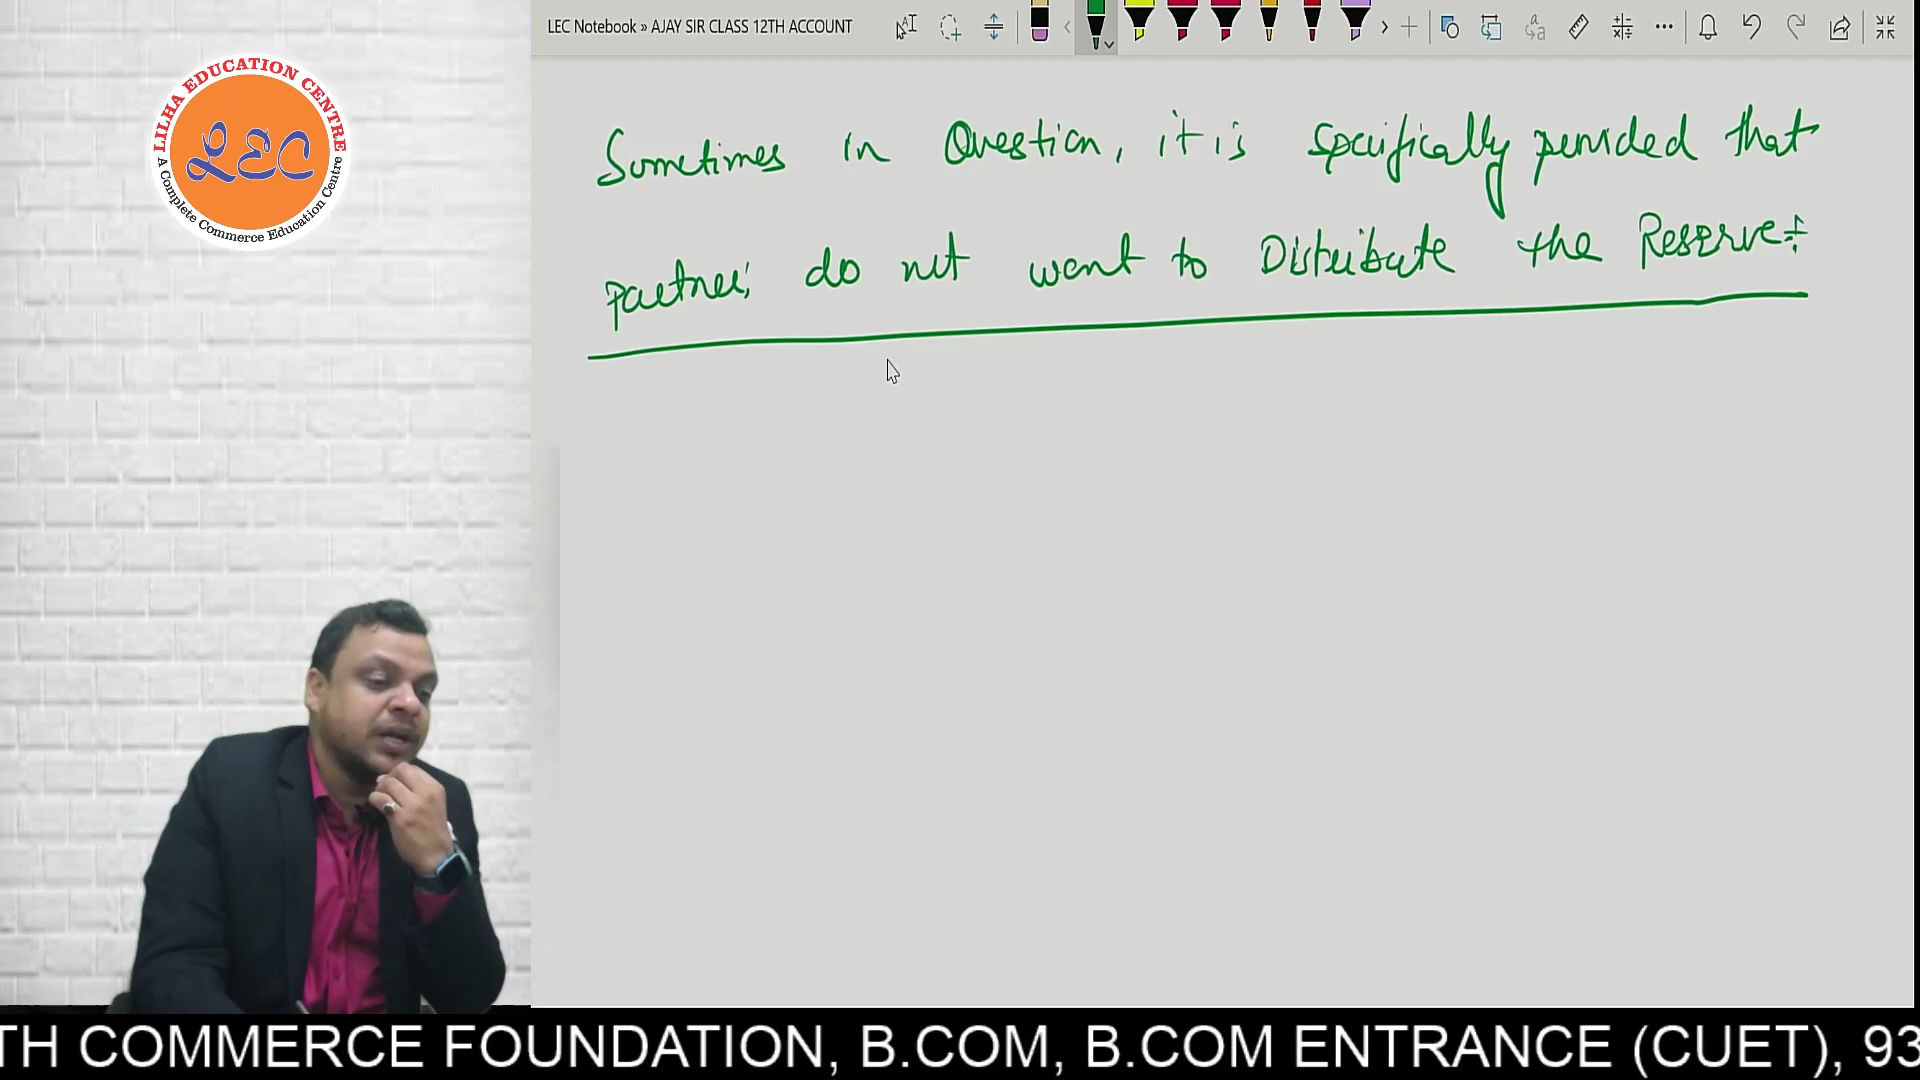 LEC Notebook » AJAY SIR CLASS 12TH ACCOUNT
LILHA EDUCATION CENTRE
LEC
A Complete Commerce Education Centre
Sometimes in Question, it is specifically provided that
partner's do not want to Distribute the Reserve :-
TH COMMERCE FOUNDATION, B.COM, B.COM ENTRANCE (CUET), 93